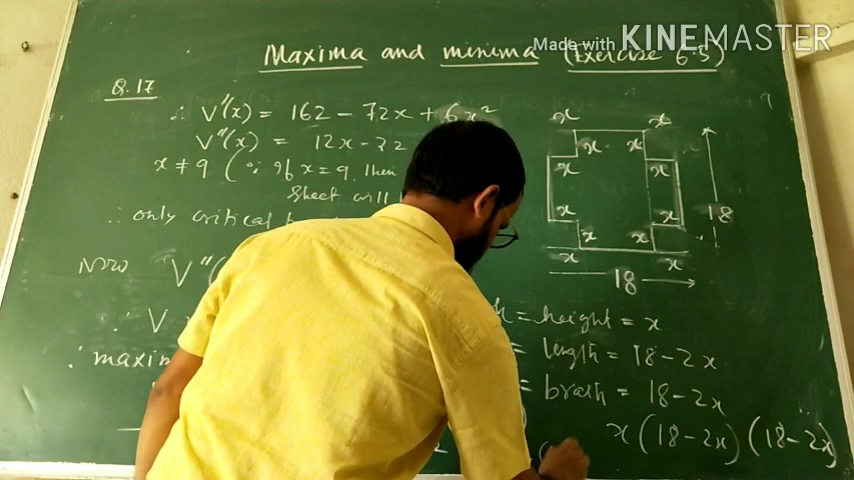 Made with KINEMASTER
Maxima and minima (Exercise 6.5)
Q.17
∴ V'(x) = 162 - 72x + 6x²
V"(x) = 12x - 72
x ≠ 9 (∵ if x = 9, then
Sheet will
∴ only critical
Now V"(
∴ V
∴ maxim
x x
x x
x x
x x
x x
x x
18
18
= height = x
= length = 18 - 2x
= bredth = 18 - 2x
x (18 - 2x) (18 - 2x)